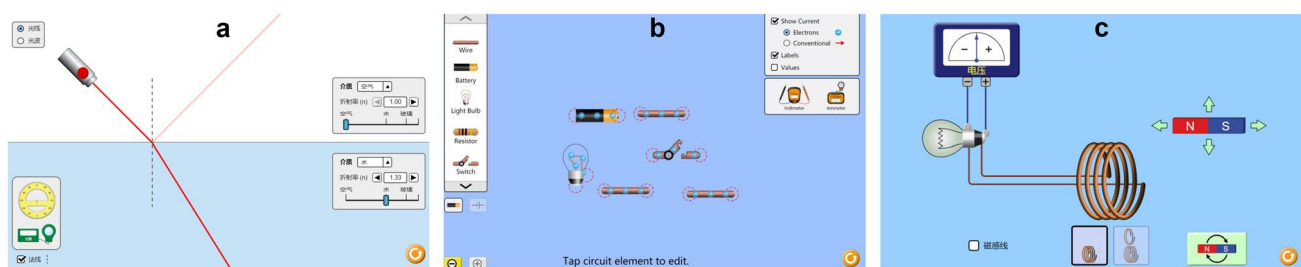 a
光线
光波
介质 空气
折射率 (n) 1.00
空气 水 玻璃
介质 水
折射率 (n) 1.33
空气 水 玻璃
法线
b
Wire
Battery
Light Bulb
Resistor
Switch
Show Current
Electrons
Conventional
Labels
Values
Voltmeter
Ammeter
Tap circuit element to edit.
c
电压
N S
磁感线
N S